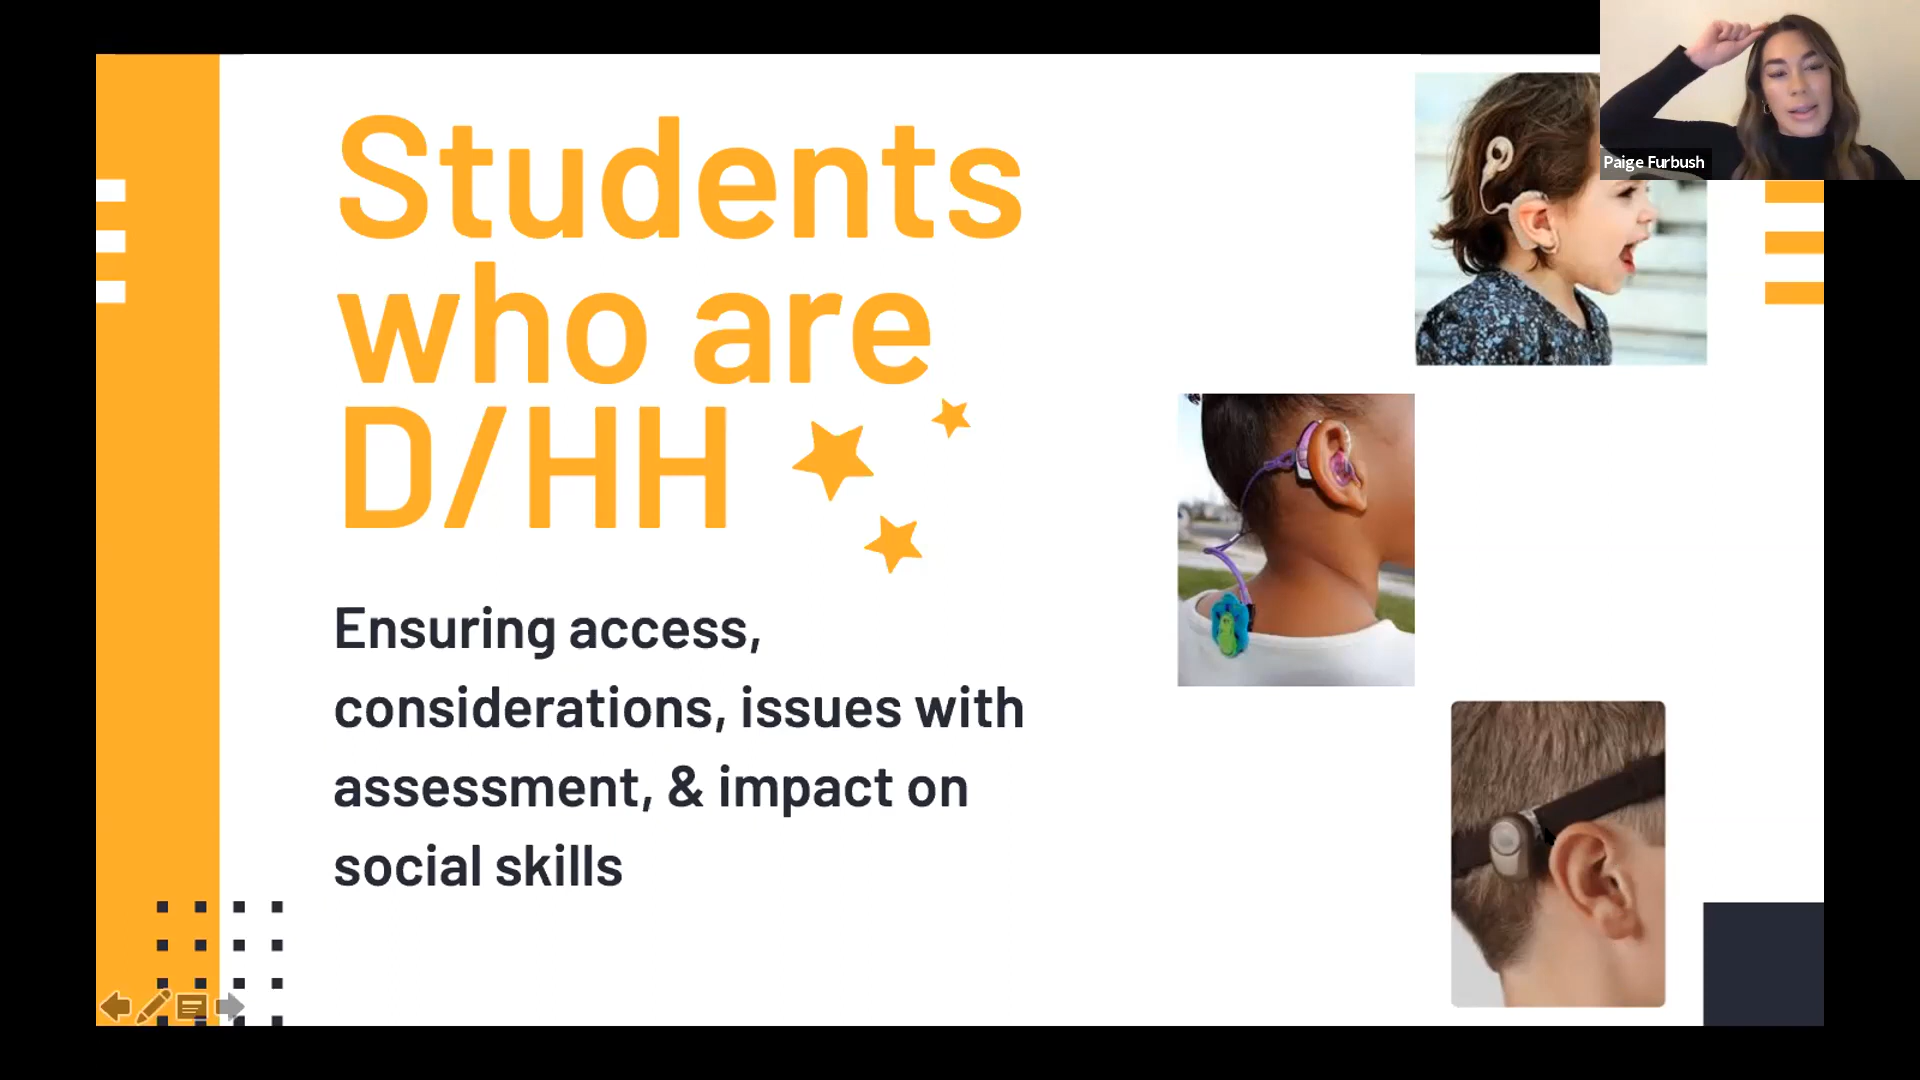 Students
who are
D/HH
Ensuring access,
considerations, issues with
assessment, & impact on
social skills
Paige Furbush